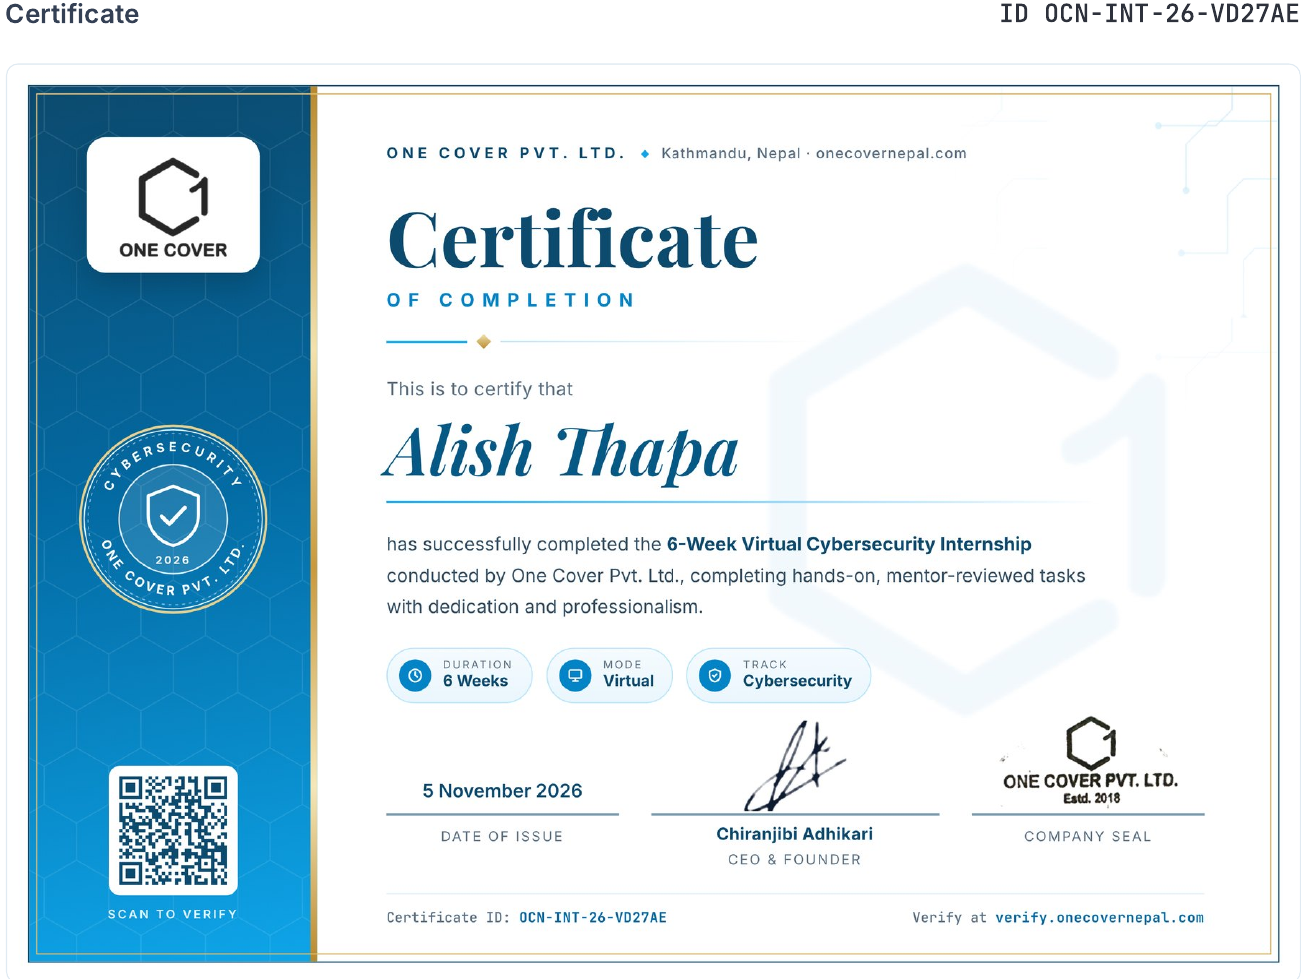 Certificate
ID OCN-INT-26-VD27AE
ONE COVER
ONE COVER PVT. LTD. ◆ Kathmandu, Nepal · onecovernepal.com
Certificate
OF COMPLETION
This is to certify that
Alish Thapa
has successfully completed the 6-Week Virtual Cybersecurity Internship
conducted by One Cover Pvt. Ltd., completing hands-on, mentor-reviewed tasks
with dedication and professionalism.
CYBERSECURITY
2026
ONE COVER PVT. LTD.
DURATION
6 Weeks
MODE
Virtual
TRACK
Cybersecurity
5 November 2026
DATE OF ISSUE
Chiranjibi Adhikari
CEO & FOUNDER
ONE COVER PVT. LTD.
Estd. 2018
COMPANY SEAL
SCAN TO VERIFY
Certificate ID: OCN-INT-26-VD27AE
Verify at verify.onecovernepal.com